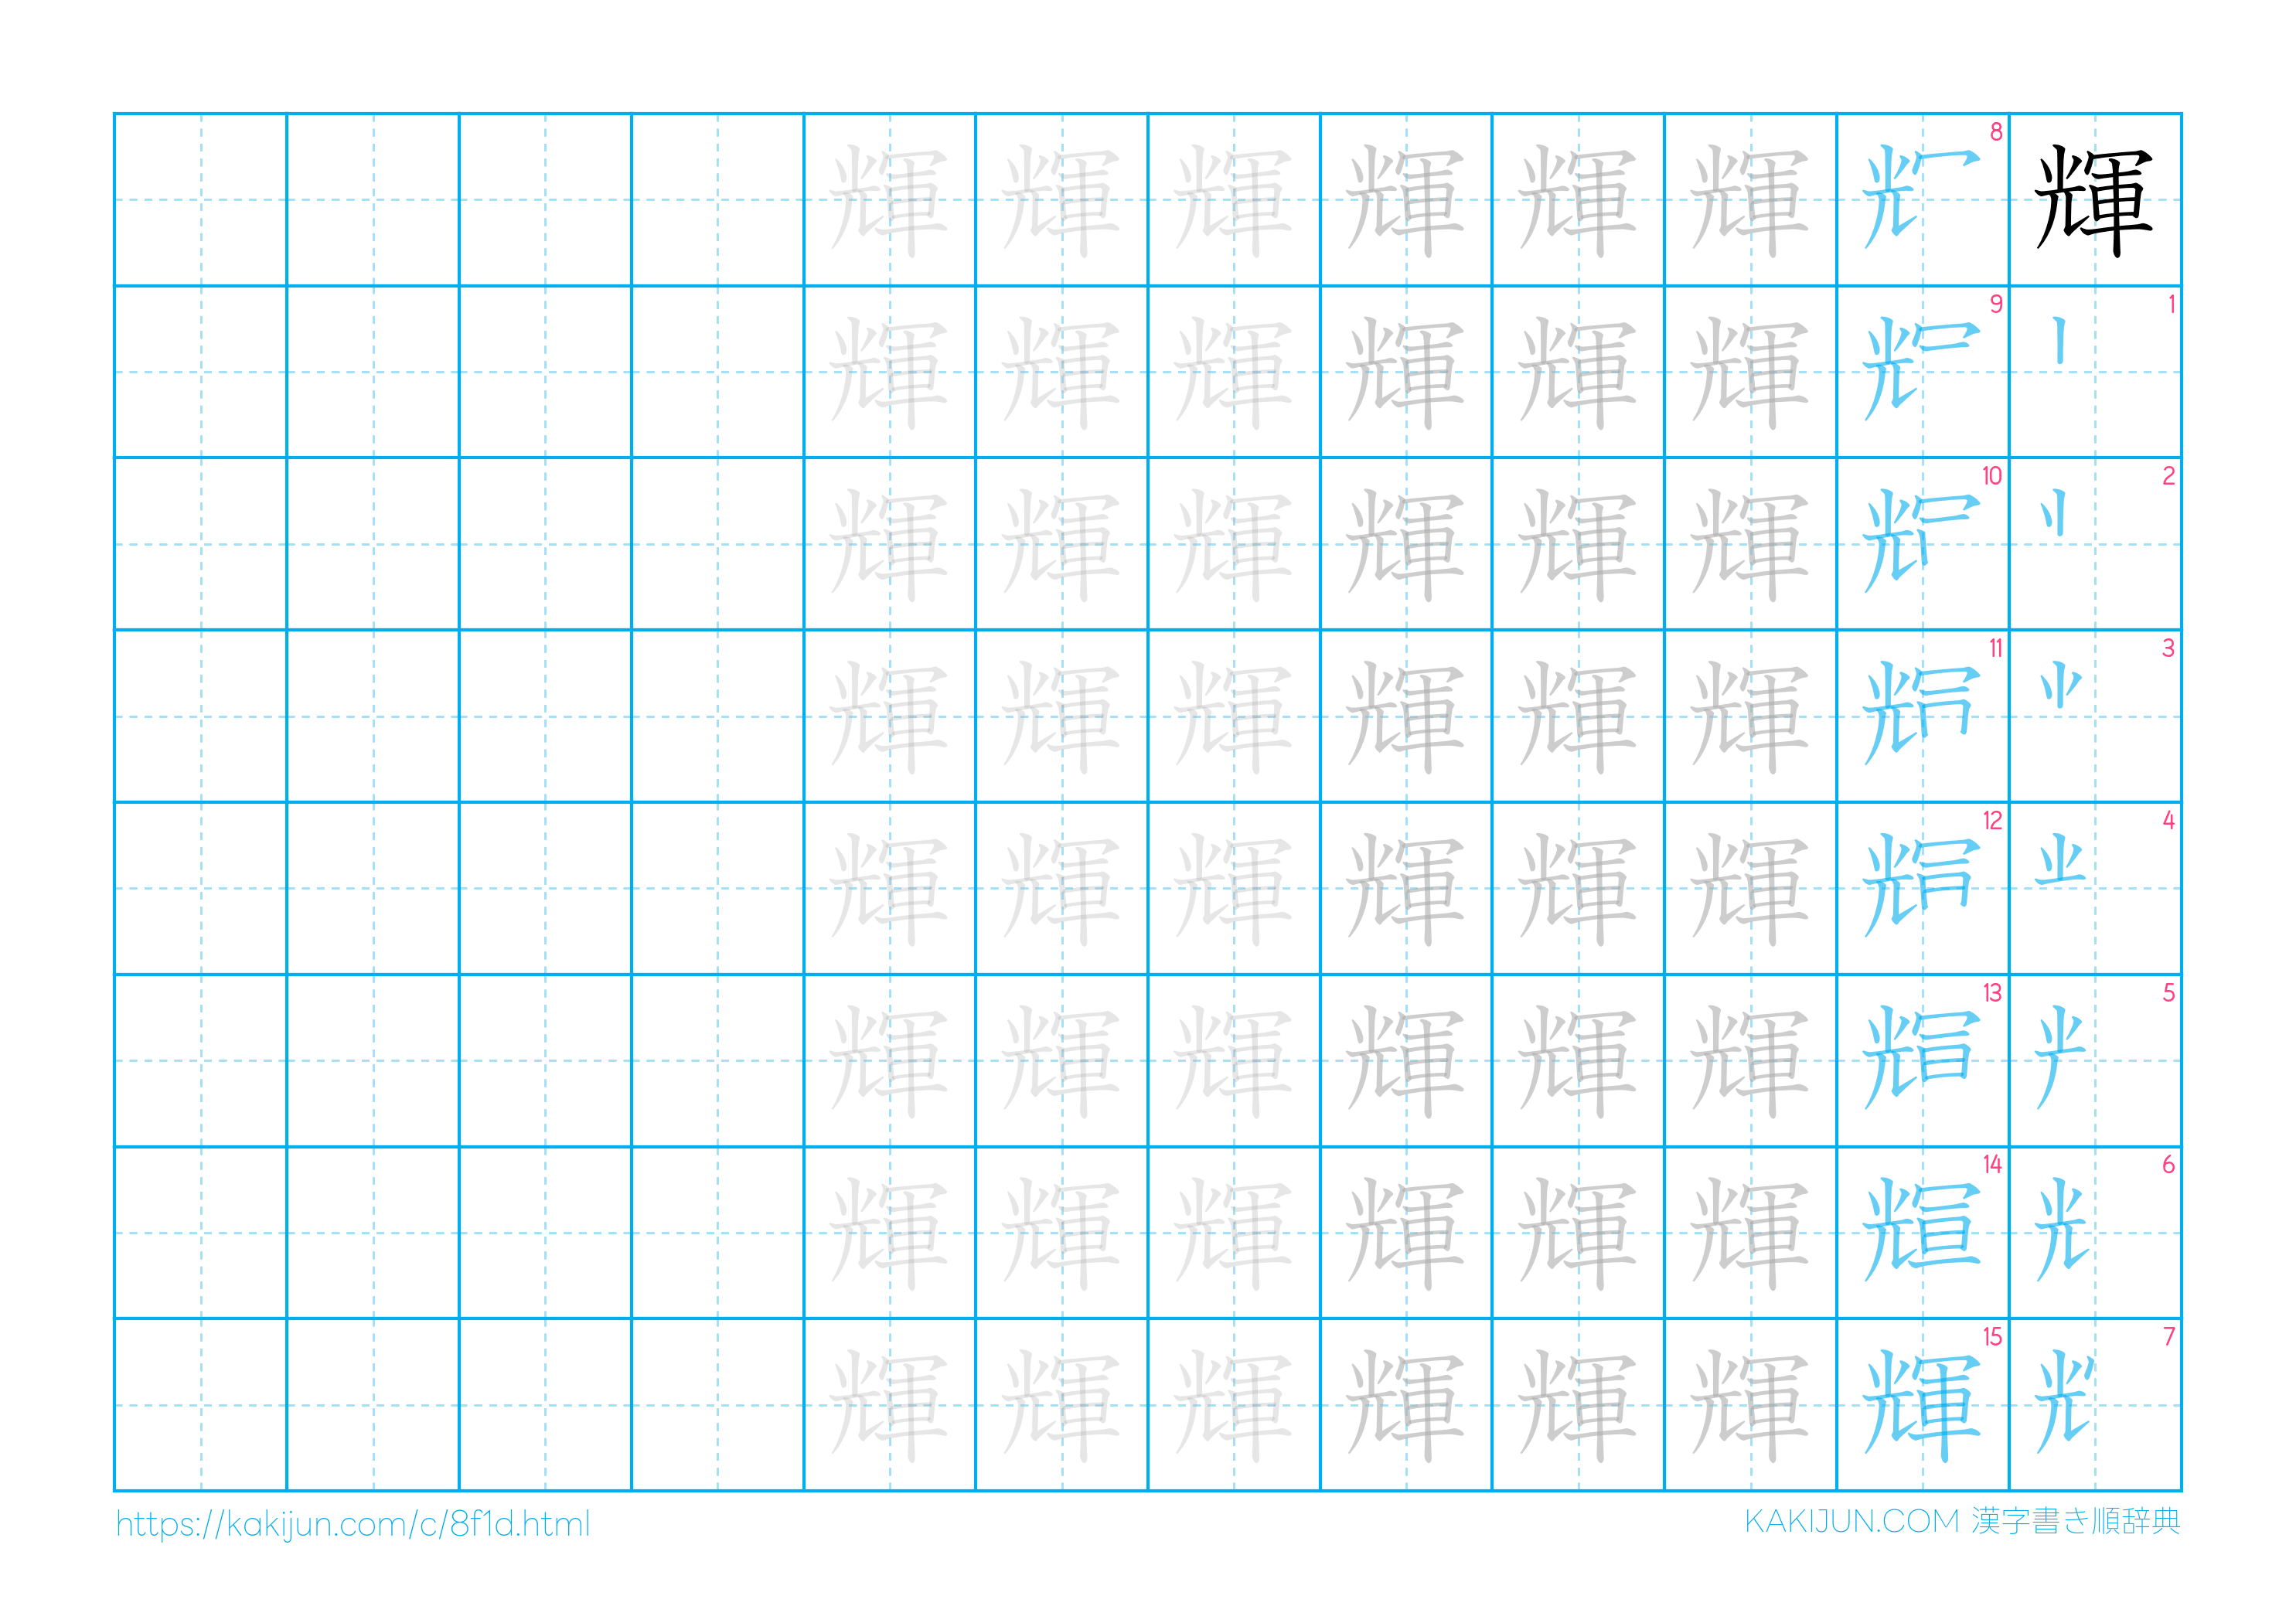 輝 輝 輝 輝 輝 輝 8 輝
輝 輝 輝 輝 輝 輝 9 1
輝 輝 輝 輝 輝 輝 10 2
輝 輝 輝 輝 輝 輝 11 3
輝 輝 輝 輝 輝 輝 12 4
輝 輝 輝 輝 輝 輝 13 5
輝 輝 輝 輝 輝 輝 14 6
輝 輝 輝 輝 輝 輝 輝 15 7
https://kakijun.com/c/8f1d.html
KAKIJUN.COM 漢字書き順辞典